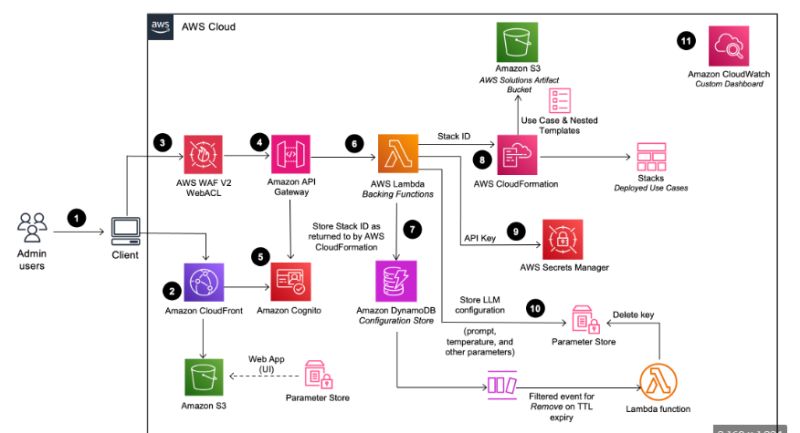 aws
AWS Cloud
11
Amazon CloudWatch
Custom Dashboard
Amazon S3
AWS Solutions Artifact
Bucket
Use Case & Nested
Templates
3
4
6
Stack ID
8
AWS WAF V2
WebACL
Amazon API
Gateway
AWS Lambda
Backing Functions
AWS CloudFormation
Stacks
Deployed Use Cases
1
Admin
users
Client
Store Stack ID as
returned to by AWS
CloudFormation
7
API Key
9
AWS Secrets Manager
2
5
Amazon CloudFront
Amazon Cognito
Amazon DynamoDB
Configuration Store
Store LLM
configuration
10
(prompt,
temperature, and
other parameters)
Parameter Store
Delete key
Web App
(UI)
Amazon S3
Parameter Store
Filtered event for
Remove on TTL
expiry
Lambda function